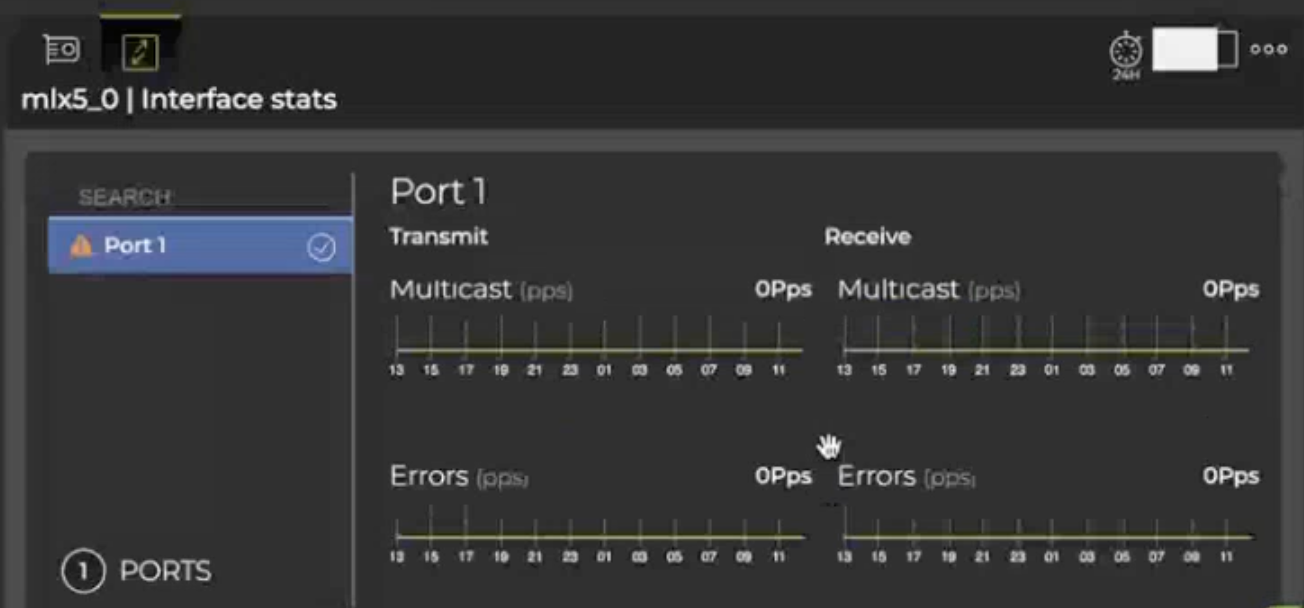 24H
mlx5_0 | Interface stats
SEARCH
Port 1
Port 1
Transmit
Receive
Multicast (pps) 0Pps
Multicast (pps) 0Pps
13 15 17 19 21 23 01 03 05 07 09 11
13 15 17 19 21 23 01 03 05 07 09 11
Errors (pps) 0Pps
Errors (pps) 0Pps
13 15 17 19 21 23 01 03 05 07 09 11
13 15 17 19 21 23 01 03 05 07 09 11
1 PORTS